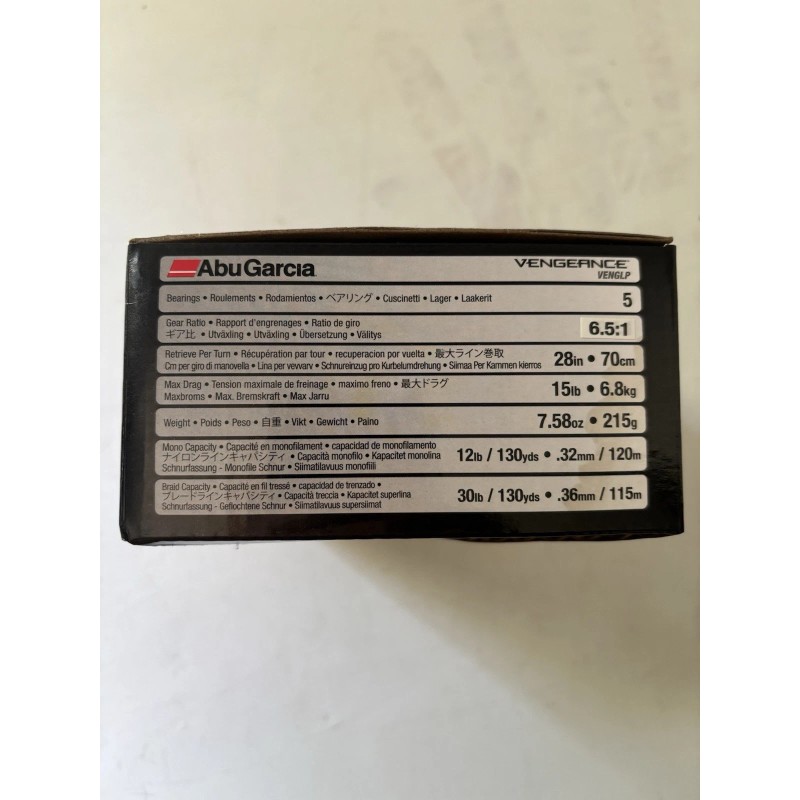 Abu Garcia
VENGEANCE
VENGLP
Bearings • Roulements • Rodamientos • ベアリング • Cuscinetti • Lager • Laakerit 5
Gear Ratio • Rapport d'engrenages • Ratio de giro
ギア比 • Utväxling • Utväxling • Übersetzung • Välitys 6.5:1
Retrieve Per Turn • Récupération par tour • recuperacion por vuelta • 最大ライン巻取
Cm per giro di manovella • Lina per vevvarv • Schnureinzug pro Kurbelumdrehung • Siimaa Per Kammen kierros 28in • 70cm
Max Drag • Tension maximale de freinage • maximo freno • 最大ドラグ
Maxbroms • Max. Bremskraft • Max Jarru 15lb • 6.8kg
Weight • Poids • Peso • 自重 • Vikt • Gewicht • Paino 7.58oz • 215g
Mono Capacity • Capacité en monofilament • capacidad de monofilamento
ナイロンラインキャパシティ • Capacità monofilo • Kapacitet monolina 12lb / 130yds • .32mm / 120m
Schnurfassung - Monofile Schnur • Siimatilavuus monofiili
Braid Capacity • Capacité en fil tressé • capacidad de trenzado •
ブレードラインキャパシティ • Capacità treccia • Kapacitet superlina 30lb / 130yds • .36mm / 115m
Schnurfassung - Geflochtene Schnur • Siimatilavuus supersiimat